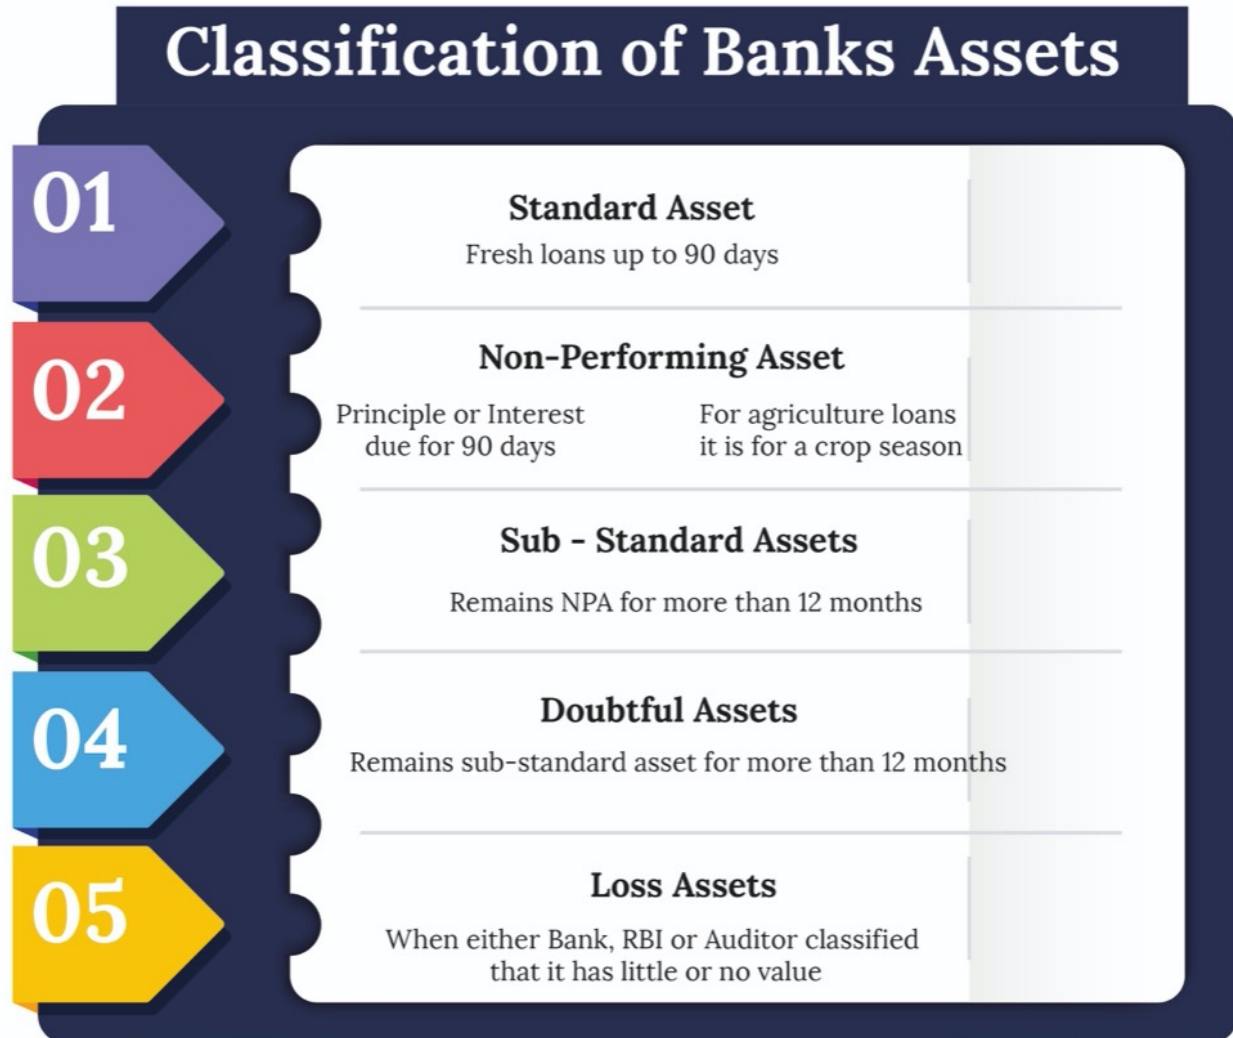 Classification of Banks Assets
01
Standard Asset
Fresh loans up to 90 days
02
Non-Performing Asset
Principle or Interest
due for 90 days
For agriculture loans
it is for a crop season
03
Sub - Standard Assets
Remains NPA for more than 12 months
04
Doubtful Assets
Remains sub-standard asset for more than 12 months
05
Loss Assets
When either Bank, RBI or Auditor classified
that it has little or no value